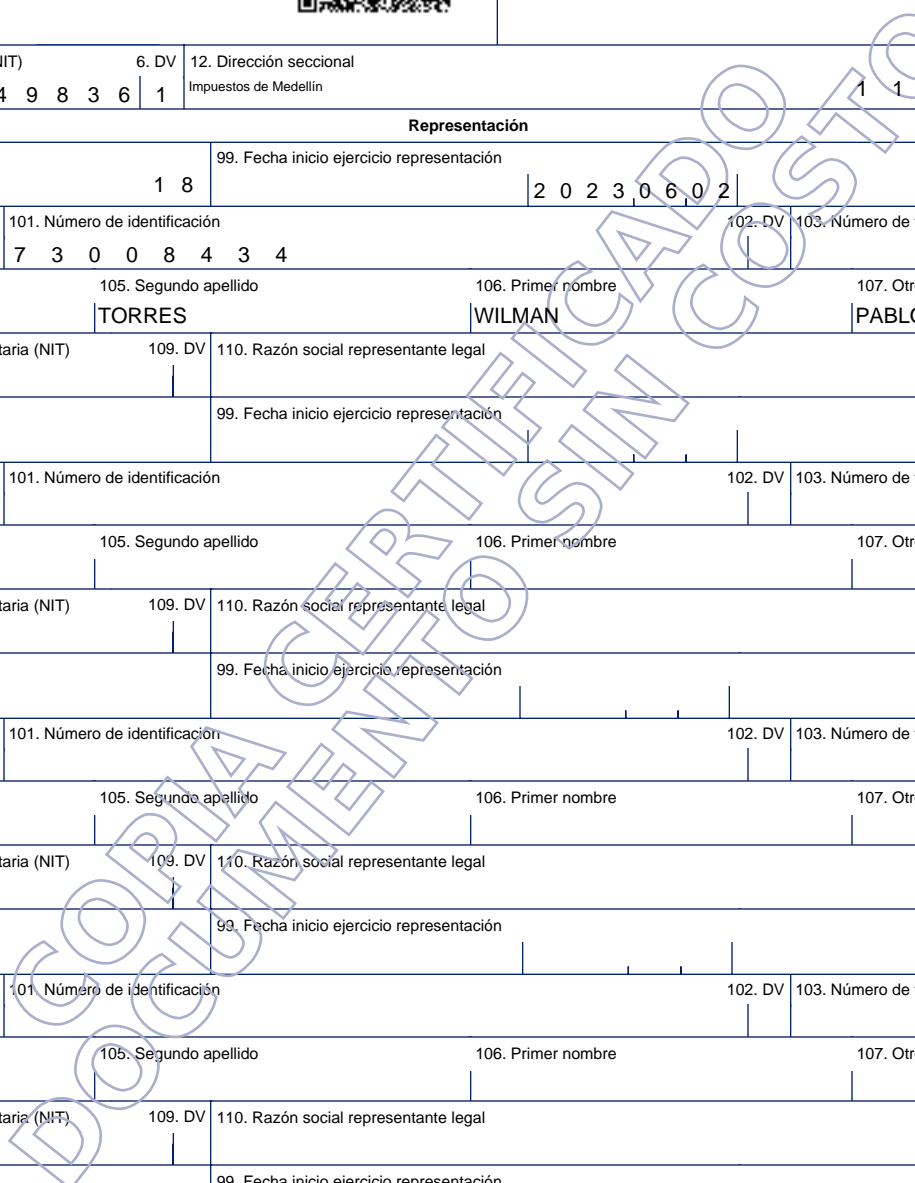 IT) 6. DV 12. Dirección seccional
4 9 8 3 6 1 Impuestos de Medellín 1 1
Representación
99. Fecha inicio ejercicio representación
1 8 2 0 2 3 0 6 0 2
101. Número de identificación 102. DV 103. Número de
7 3 0 0 8 4 3 4
105. Segundo apellido 106. Primer nombre 107. Otr
TORRES WILMAN PABLO
taria (NIT) 109. DV 110. Razón social representante legal
99. Fecha inicio ejercicio representación
101. Número de identificación 102. DV 103. Número de
105. Segundo apellido 106. Primer nombre 107. Otr
taria (NIT) 109. DV 110. Razón social representante legal
99. Fecha inicio ejercicio representación
101. Número de identificación 102. DV 103. Número de
105. Segundo apellido 106. Primer nombre 107. Otr
taria (NIT) 109. DV 110. Razón social representante legal
99. Fecha inicio ejercicio representación
101. Número de identificación 102. DV 103. Número de
105. Segundo apellido 106. Primer nombre 107. Otr
taria (NIT) 109. DV 110. Razón social representante legal
99. Fecha inicio ejercicio representación
COPIA CERTIFICADO
DOCUMENTO SIN COSTO